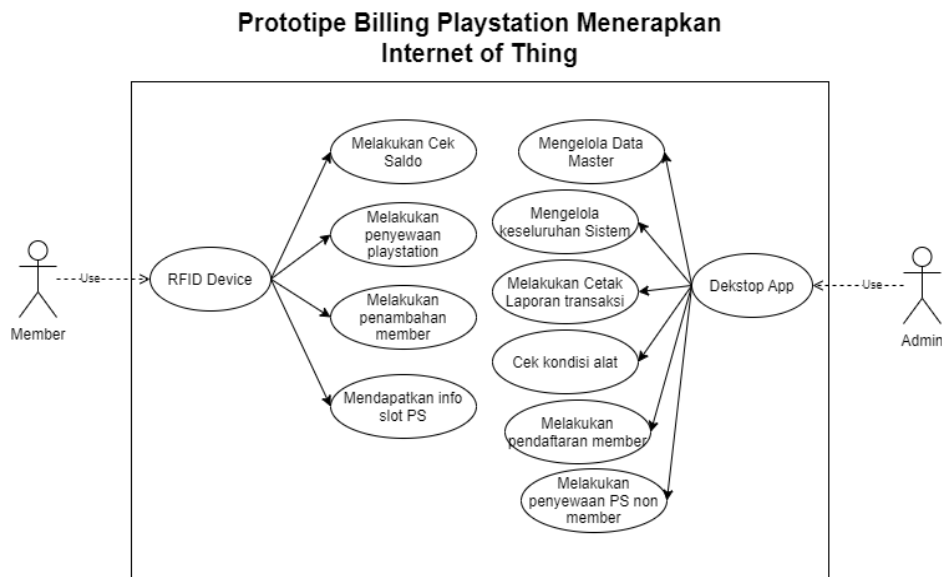 Prototipe Billing Playstation Menerapkan
Internet of Thing
Melakukan Cek
Saldo
Melakukan
penyewaan
playstation
Melakukan
penambahan
member
Mendapatkan info
slot PS
RFID Device
Use
Member
Mengelola Data
Master
Mengelola
keseluruhan Sistem
Melakukan Cetak
Laporan transaksi
Cek kondisi alat
Melakukan
pendaftaran member
Melakukan
penyewaan PS non
member
Dekstop App
Use
Admin